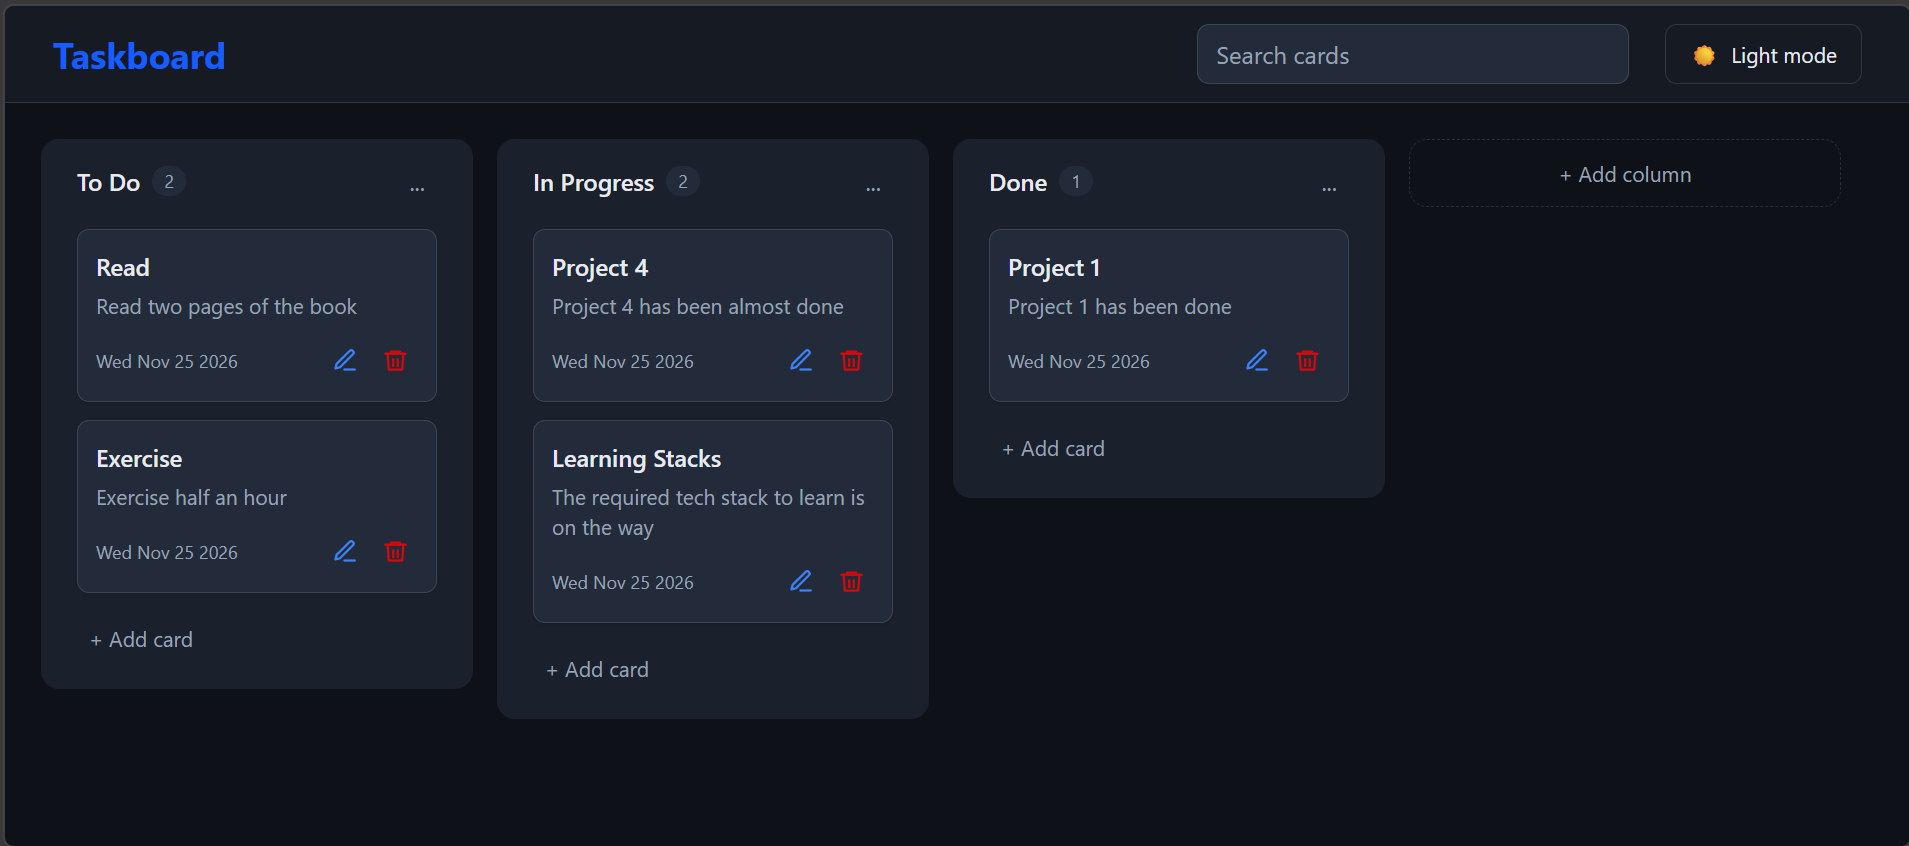 Taskboard
Search cards
Light mode
To Do 2 ...
Read
Read two pages of the book
Wed Nov 25 2026
Exercise
Exercise half an hour
Wed Nov 25 2026
+ Add card
In Progress 2 ...
Project 4
Project 4 has been almost done
Wed Nov 25 2026
Learning Stacks
The required tech stack to learn is
on the way
Wed Nov 25 2026
+ Add card
Done 1 ...
Project 1
Project 1 has been done
Wed Nov 25 2026
+ Add card
+ Add column